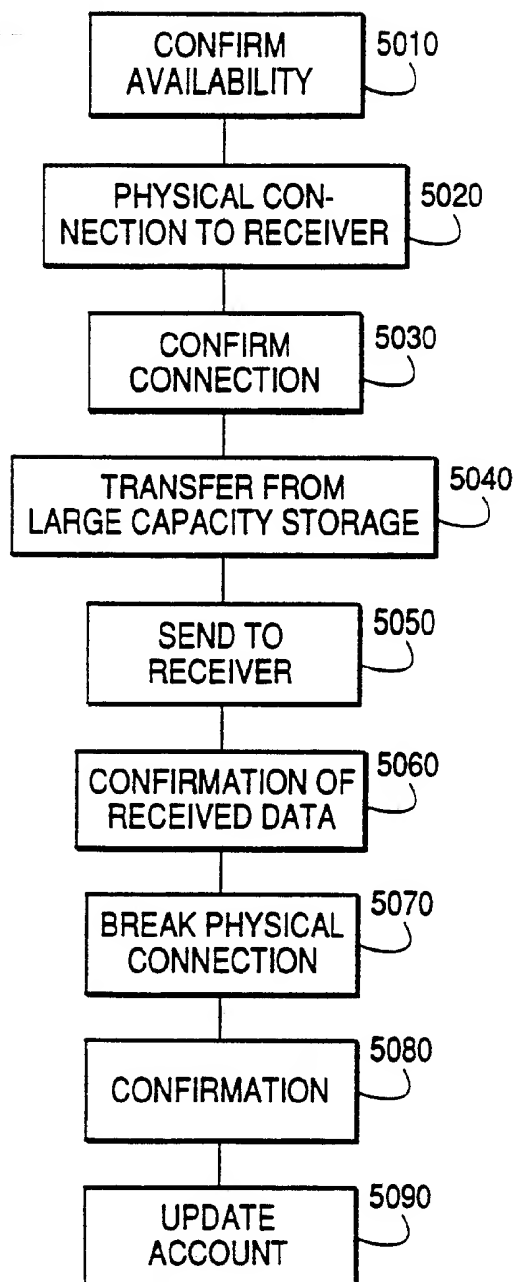 CONFIRM
AVAILABILITY
5010
PHYSICAL CON-
NECTION TO RECEIVER
5020
CONFIRM
CONNECTION
5030
TRANSFER FROM
LARGE CAPACITY STORAGE
5040
SEND TO
RECEIVER
5050
CONFIRMATION OF
RECEIVED DATA
5060
BREAK PHYSICAL
CONNECTION
5070
CONFIRMATION
5080
UPDATE
ACCOUNT
5090